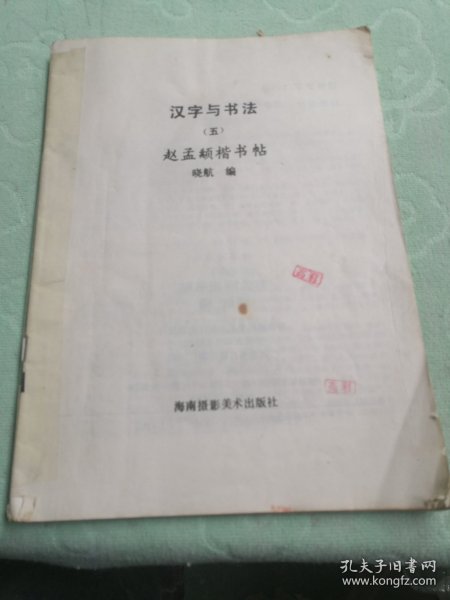 汉字与书法
（五）
赵孟頫楷书帖
晓航 编
海南摄影美术出版社
孔夫子旧书网
www.kongfz.com